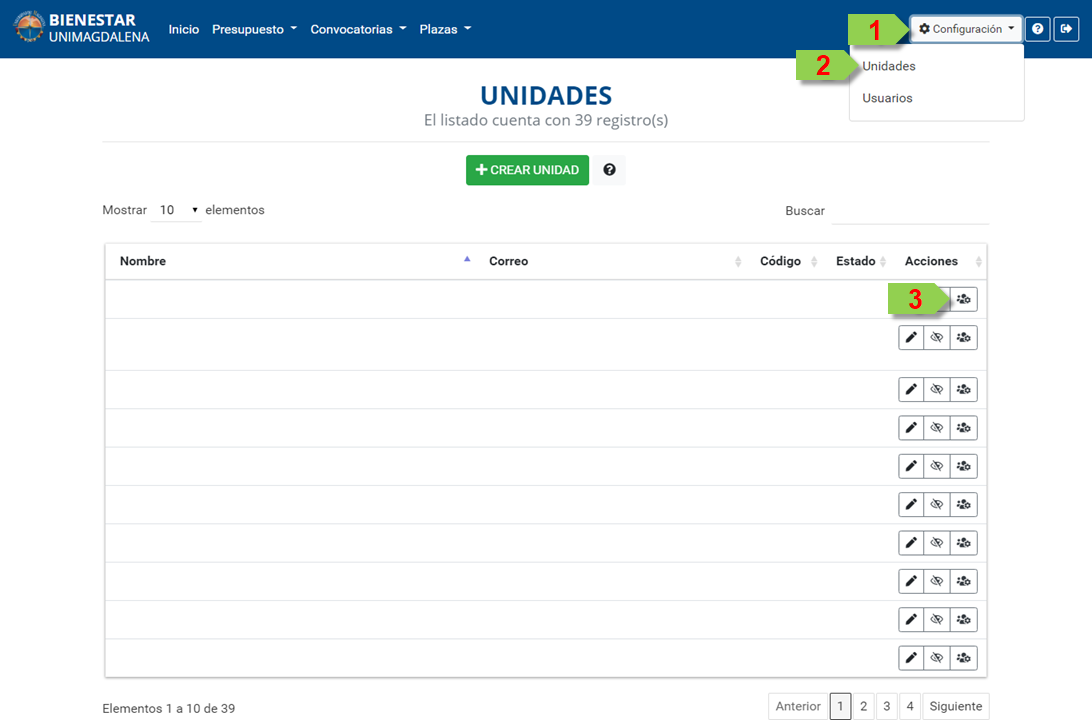 BIENESTAR
UNIMAGDALENA
Inicio Presupuesto Convocatorias Plazas
1 Configuración
2 Unidades
Usuarios
UNIDADES
El listado cuenta con 39 registro(s)
CREAR UNIDAD
Mostrar 10 elementos
Buscar
Nombre Correo Código Estado Acciones
3
Elementos 1 a 10 de 39
Anterior 1 2 3 4 Siguiente